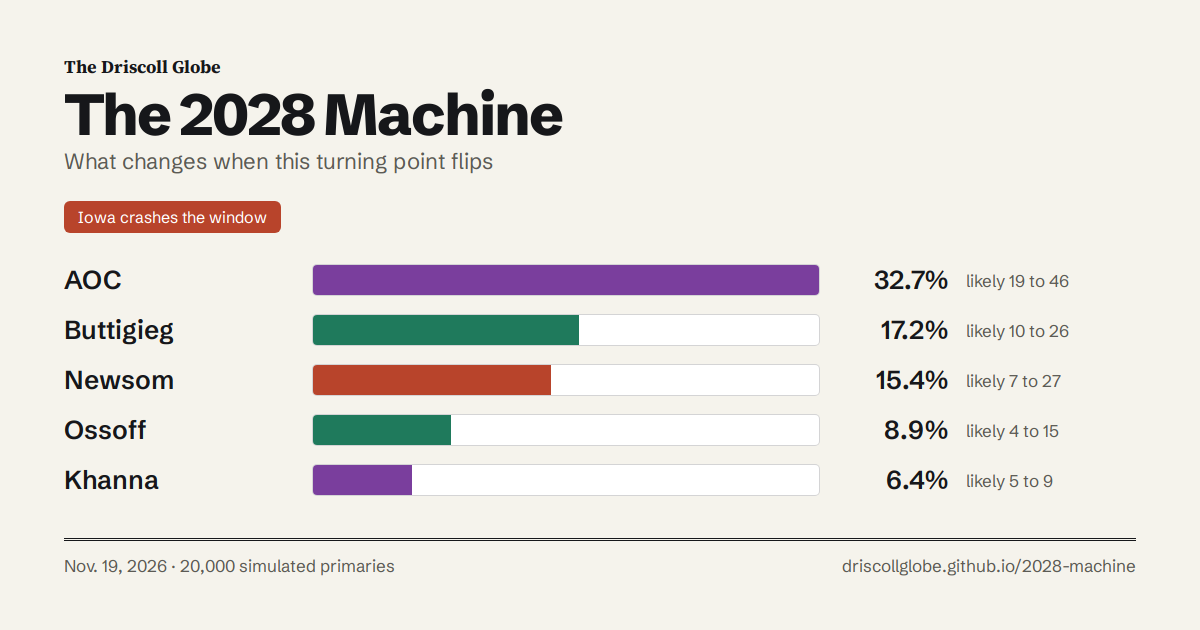 The Driscoll Globe
The 2028 Machine
What changes when this turning point flips
Iowa crashes the window
AOC 32.7% likely 19 to 46
Buttigieg 17.2% likely 10 to 26
Newsom 15.4% likely 7 to 27
Ossoff 8.9% likely 4 to 15
Khanna 6.4% likely 5 to 9
Nov. 19, 2026 · 20,000 simulated primaries driscollglobe.github.io/2028-machine